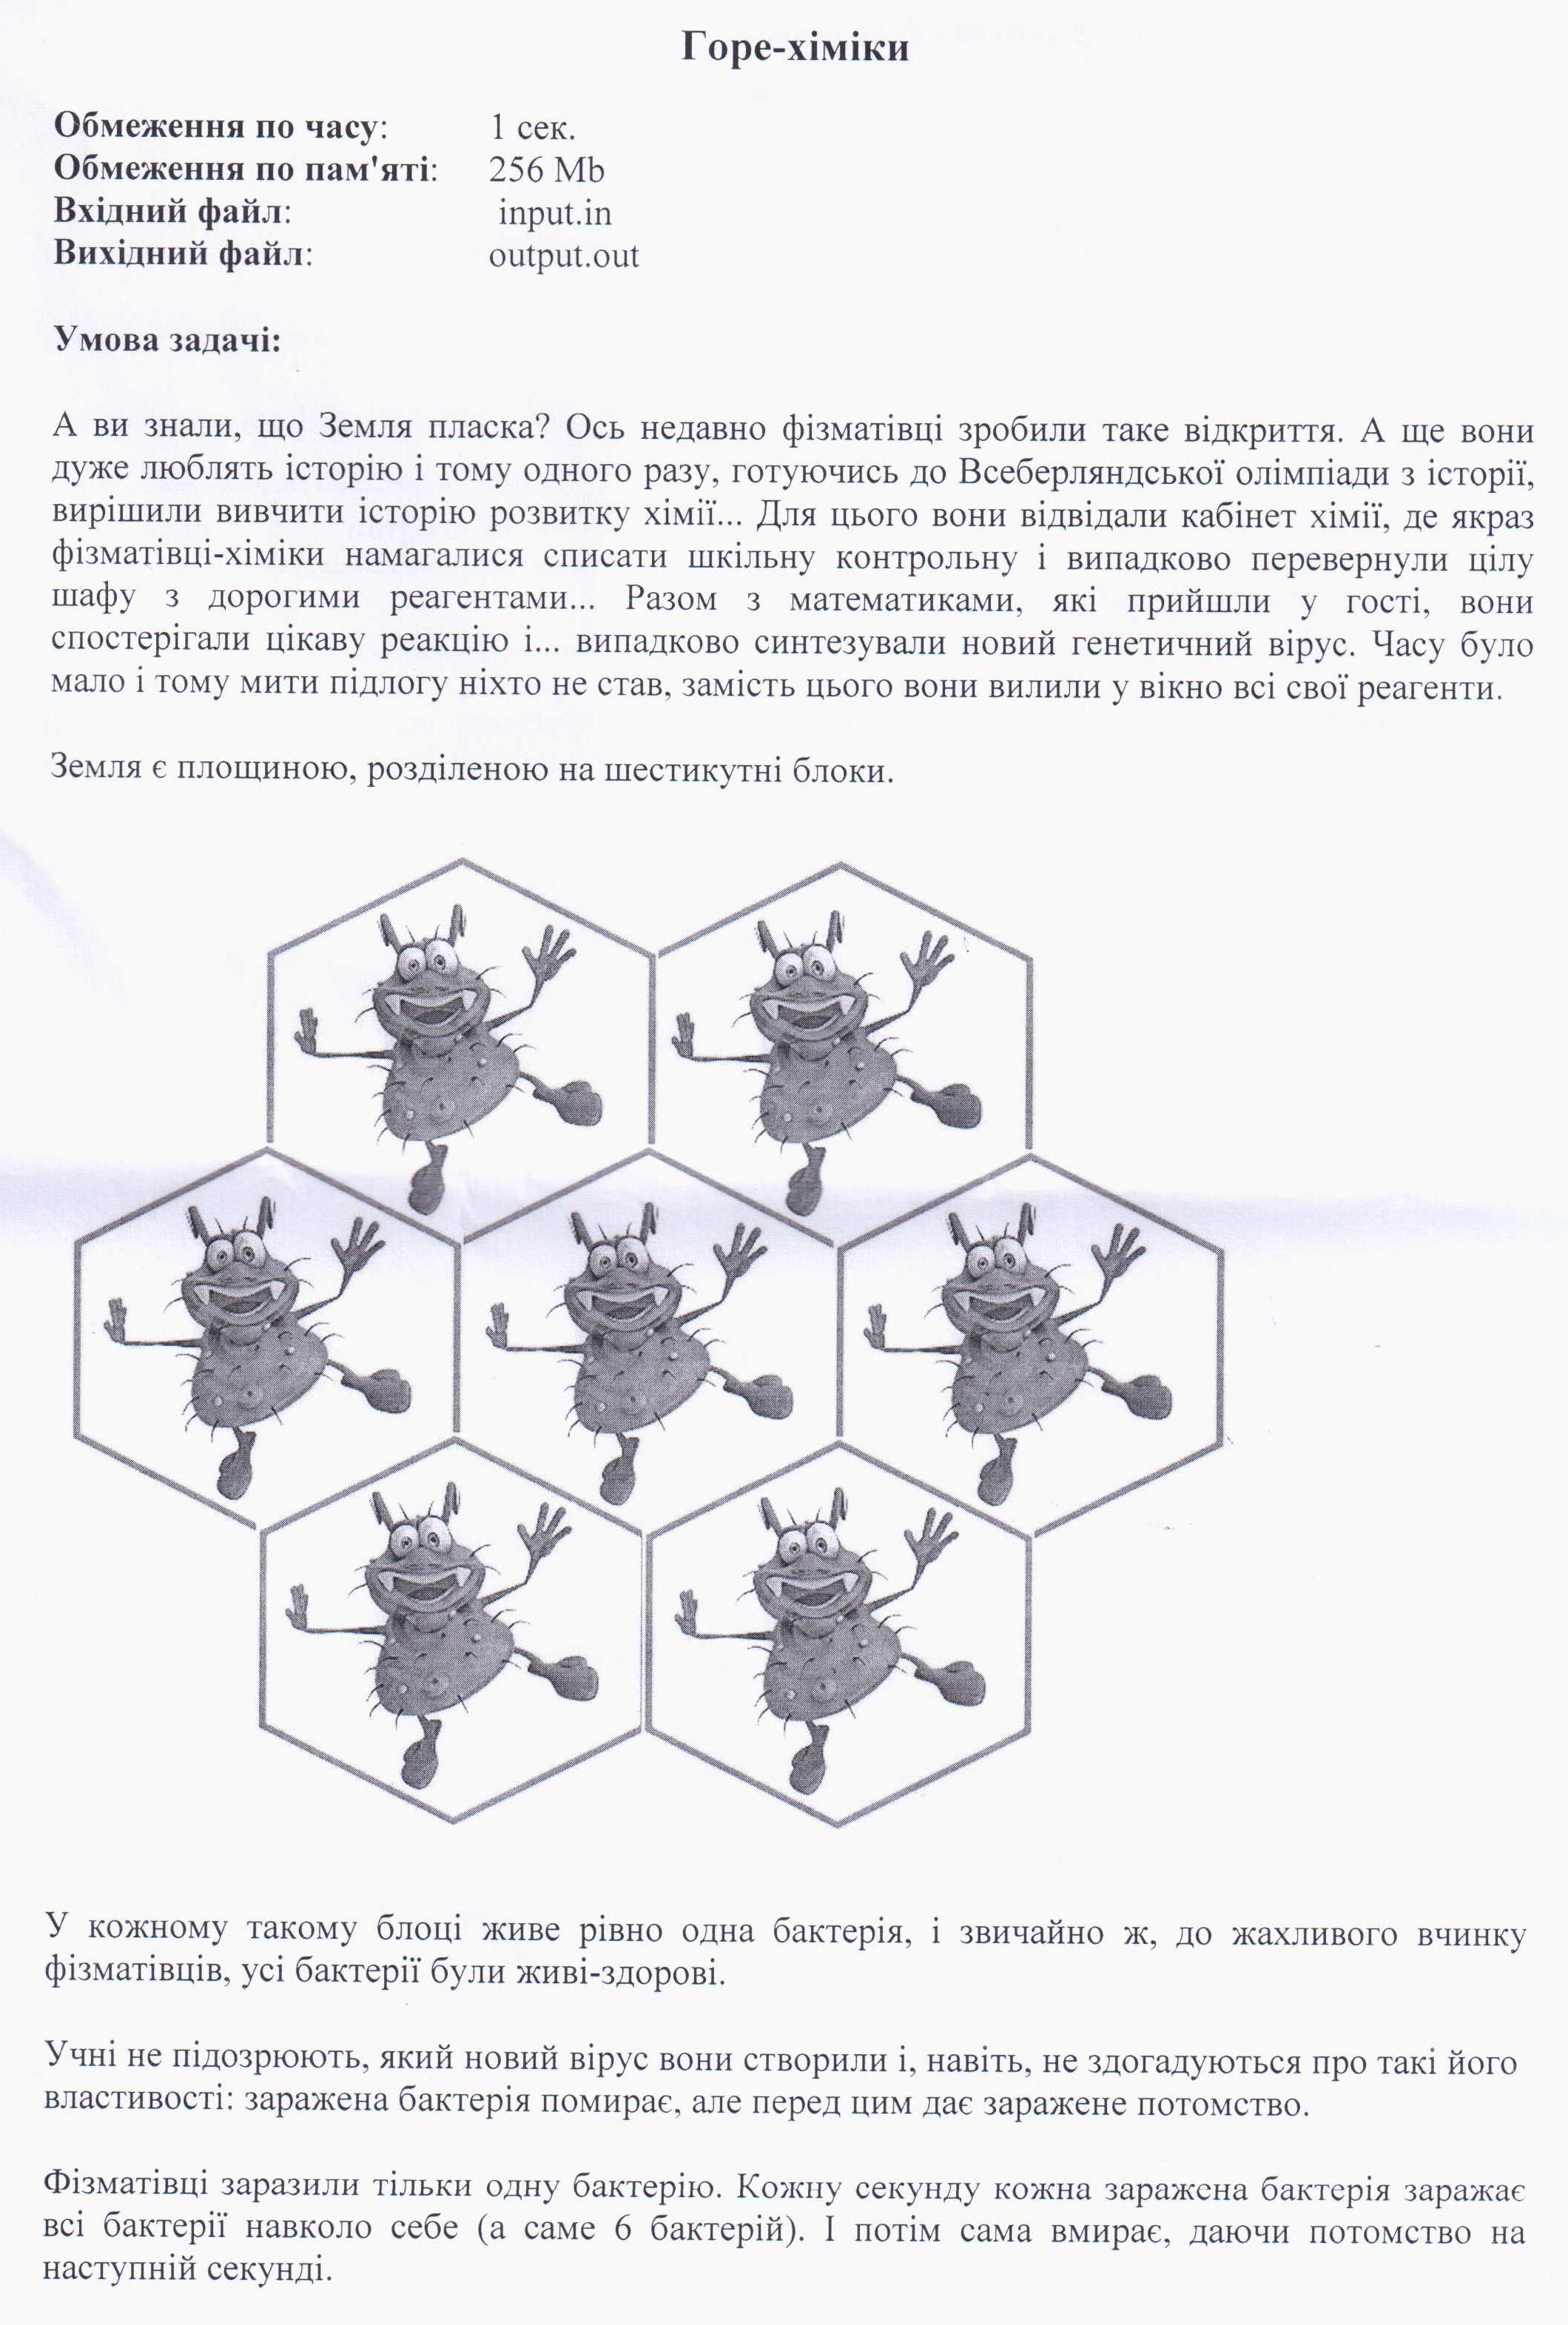 Горе-хіміки
Обмеження по часу: 1 сек.
Обмеження по пам'яті: 256 Mb
Вхідний файл: input.in
Вихідний файл: output.out
Умова задачі:
А ви знали, що Земля пласка? Ось недавно фізматівці зробили таке відкриття. А ще вони
дуже люблять історію і тому одного разу, готуючись до Всеберляндської олімпіади з історії,
вирішили вивчити історію розвитку хімії... Для цього вони відвідали кабінет хімії, де якраз
фізматівці-хіміки намагалися списати шкільну контрольну і випадково перевернули цілу
шафу з дорогими реагентами... Разом з математиками, які прийшли у гості, вони
спостерігали цікаву реакцію і... випадково синтезували новий генетичний вірус. Часу було
мало і тому мити підлогу ніхто не став, замість цього вони вилили у вікно всі свої реагенти.
Земля є площиною, розділеною на шестикутні блоки.
У кожному такому блоці живе рівно одна бактерія, і звичайно ж, до жахливого вчинку
фізматівців, усі бактерії були живі-здорові.
Учні не підозрюють, який новий вірус вони створили і, навіть, не здогадуються про такі його
властивості: заражена бактерія помирає, але перед цим дає заражене потомство.
Фізматівці заразили тільки одну бактерію. Кожну секунду кожна заражена бактерія заражає
всі бактерії навколо себе (а саме 6 бактерій). І потім сама вмирає, даючи потомство на
наступній секунді.